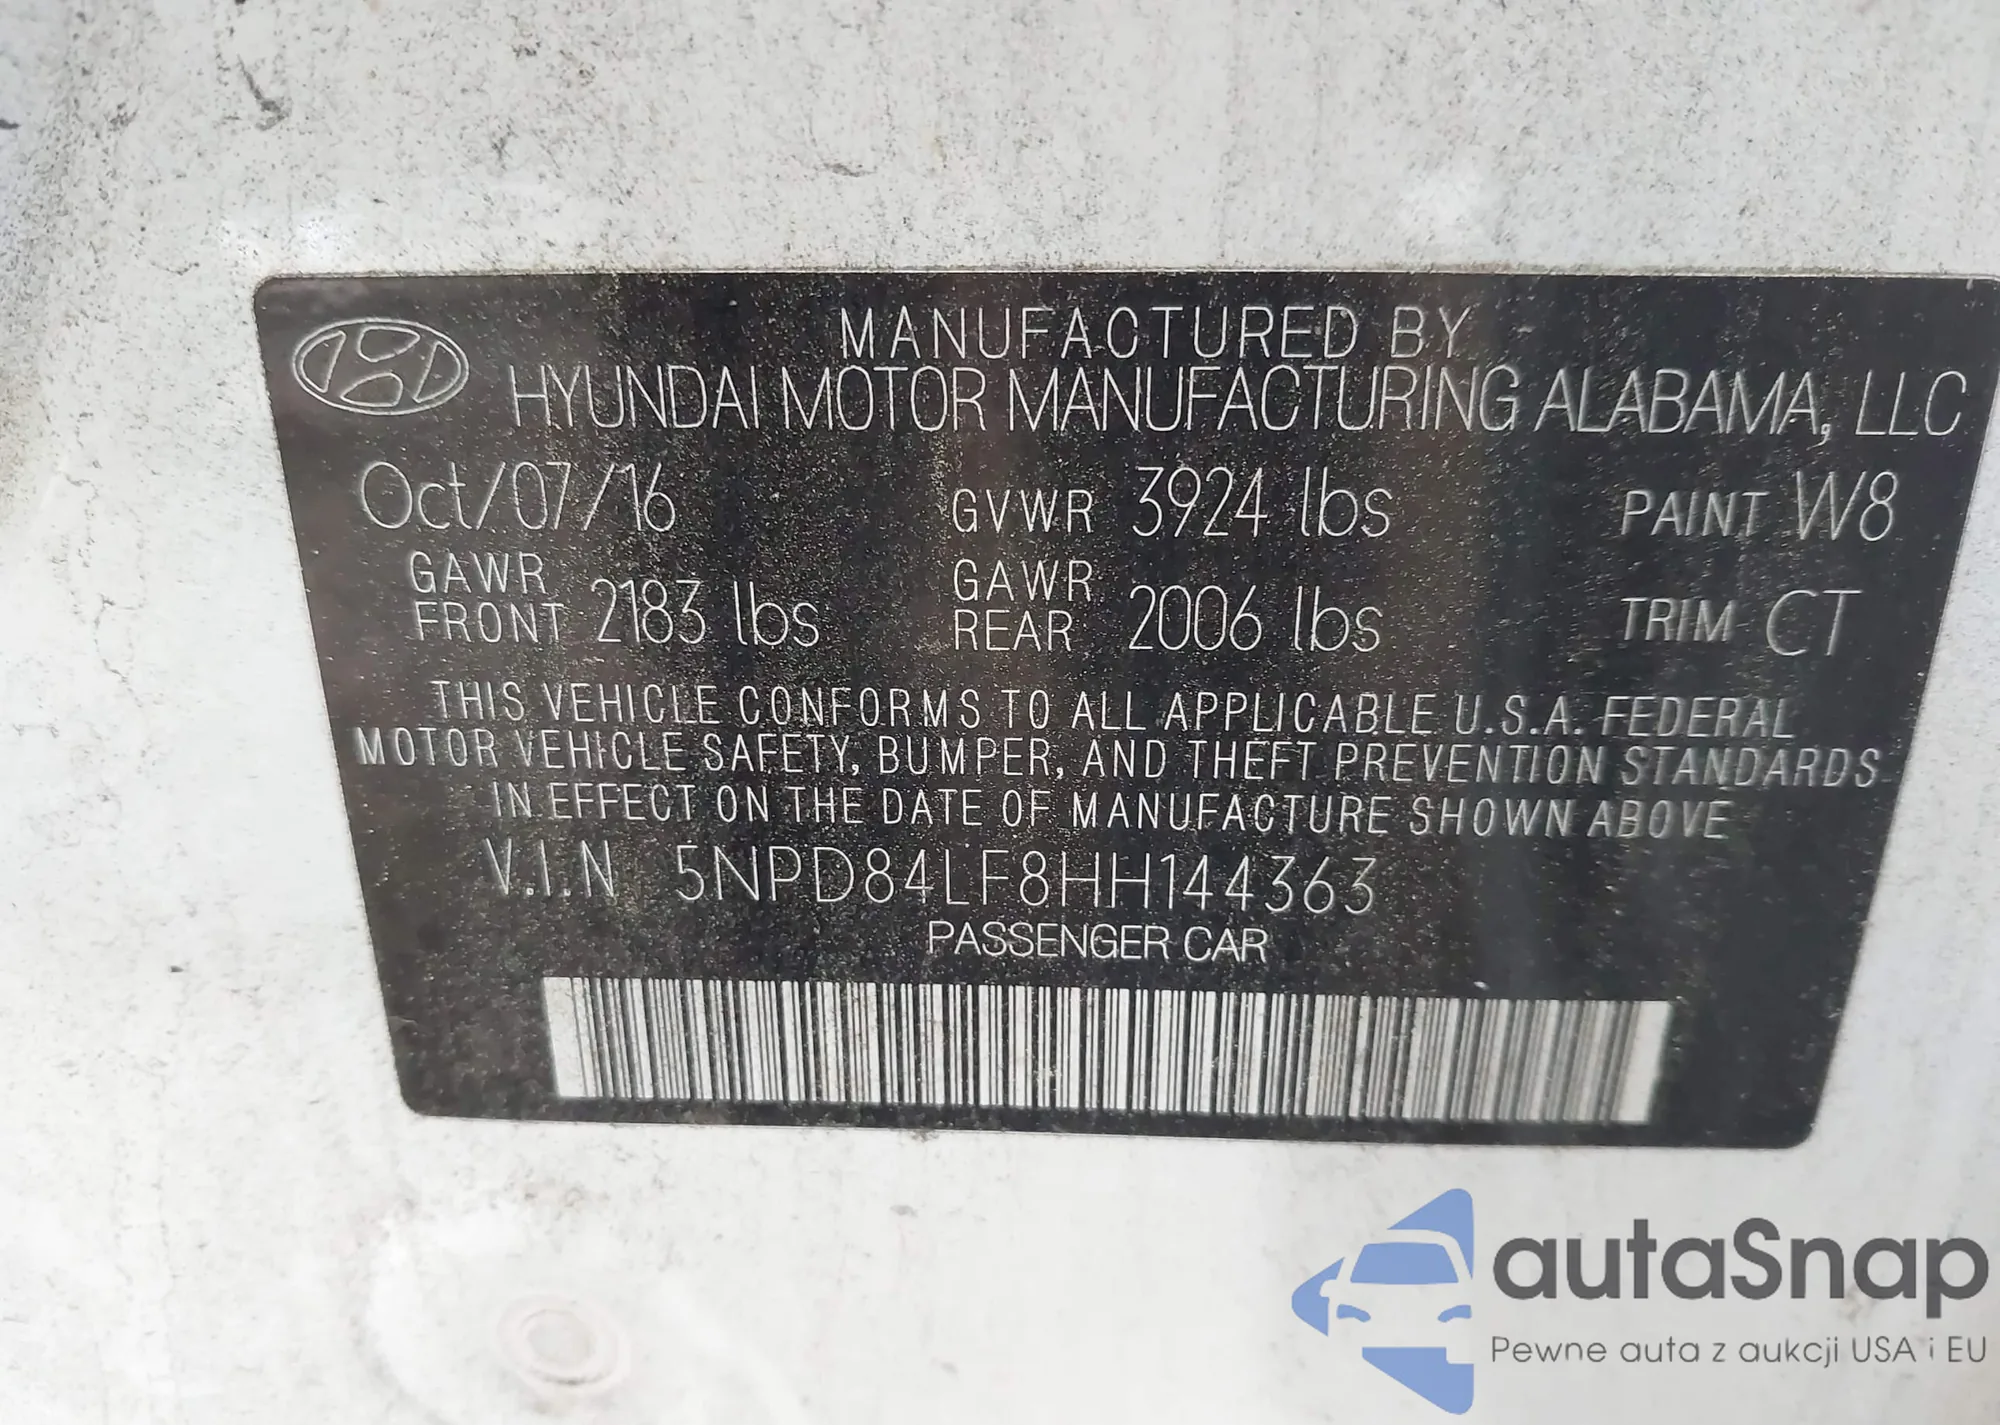 MANUFACTURED BY
HYUNDAI MOTOR MANUFACTURING ALABAMA, LLC
Oct/07/16 GVWR 3924 lbs PAINT W8
GAWR FRONT 2183 lbs GAWR REAR 2006 lbs TRIM CT
THIS VEHICLE CONFORMS TO ALL APPLICABLE U.S.A. FEDERAL
MOTOR VEHICLE SAFETY, BUMPER, AND THEFT PREVENTION STANDARDS
IN EFFECT ON THE DATE OF MANUFACTURE SHOWN ABOVE
V.I.N 5NPD84LF8HH144363
PASSENGER CAR
autaSnap
Pewne auta z aukcji USA i EU